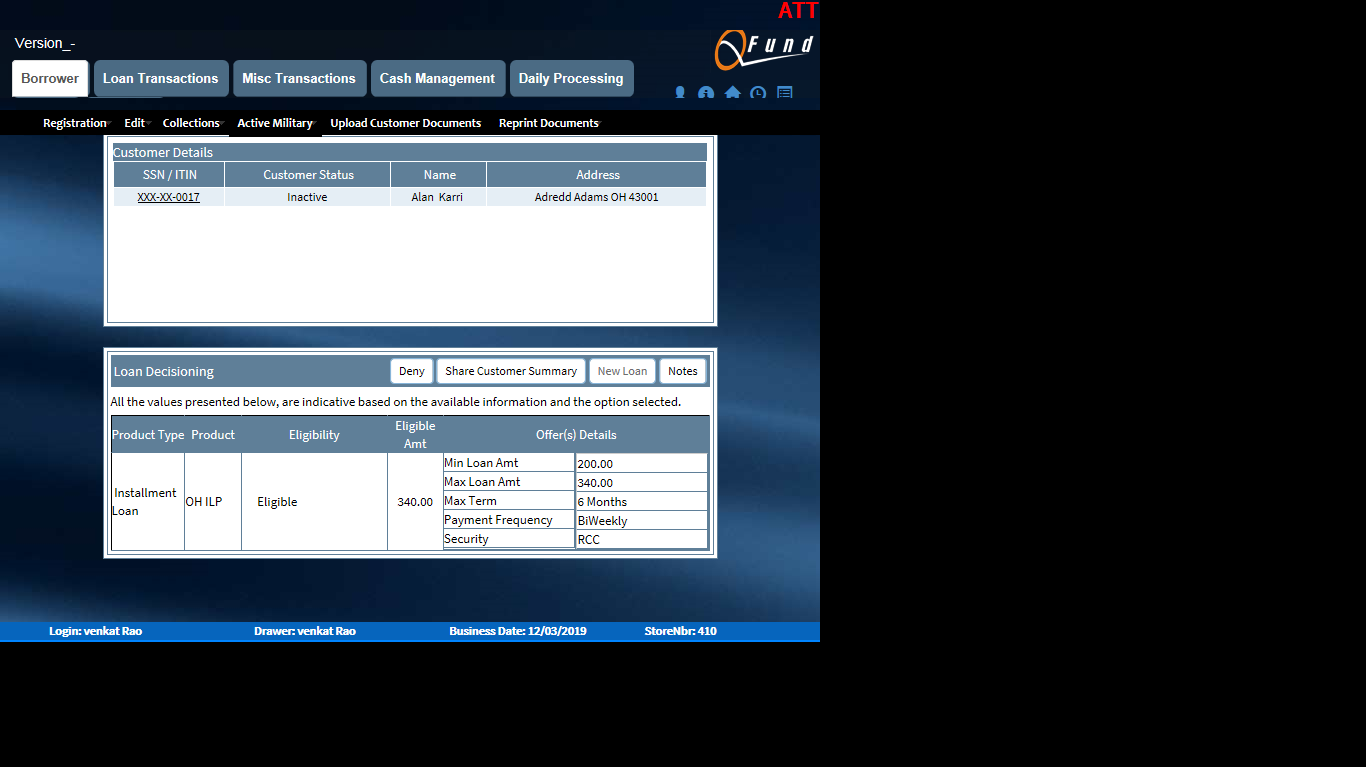 ATT
Version_-
QFund
Borrower Loan Transactions Misc Transactions Cash Management Daily Processing
Registration Edit Collections Active Military Upload Customer Documents Reprint Documents
Customer Details
SSN / ITIN Customer Status Name Address
XXX-XX-0017 Inactive Alan Karri Adredd Adams OH 43001
Loan Decisioning Deny Share Customer Summary New Loan Notes
All the values presented below, are indicative based on the available information and the option selected.
Product Type Product Eligibility Eligible Amt Offer(s) Details
Installment Loan OH ILP Eligible 340.00
Min Loan Amt 200.00
Max Loan Amt 340.00
Max Term 6 Months
Payment Frequency BiWeekly
Security RCC
Login: venkat Rao Drawer: venkat Rao Business Date: 12/03/2019 StoreNbr: 410